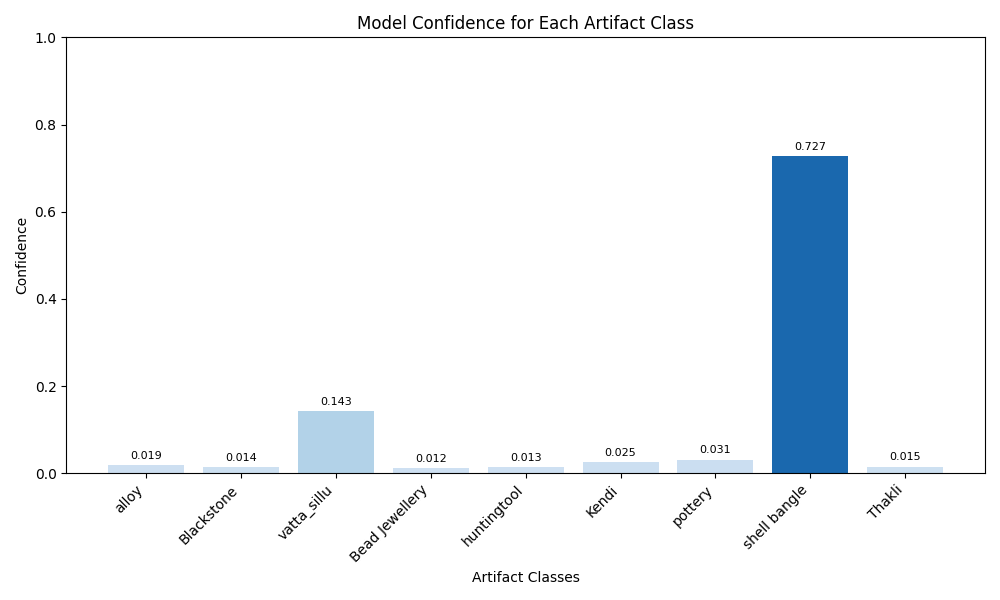 Model Confidence for Each Artifact Class
1.0
0.8
0.6
0.4
0.2
0.0
Confidence
0.019
0.014
0.143
0.012
0.013
0.025
0.031
0.727
0.015
alloy
Blackstone
vatta_sillu
Bead Jewellery
huntingtool
Kendi
pottery
shell bangle
Thakli
Artifact Classes